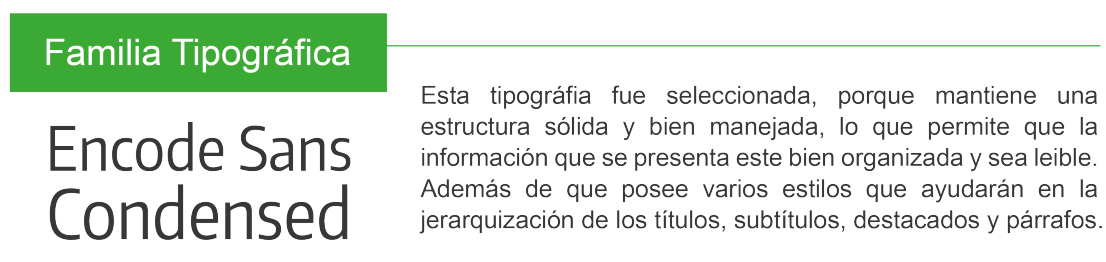 Familia Tipográfica
Encode Sans
Condensed
Esta tipográfia fue seleccionada, porque mantiene una
estructura sólida y bien manejada, lo que permite que la
información que se presenta este bien organizada y sea leible.
Además de que posee varios estilos que ayudarán en la
jerarquización de los títulos, subtítulos, destacados y párrafos.